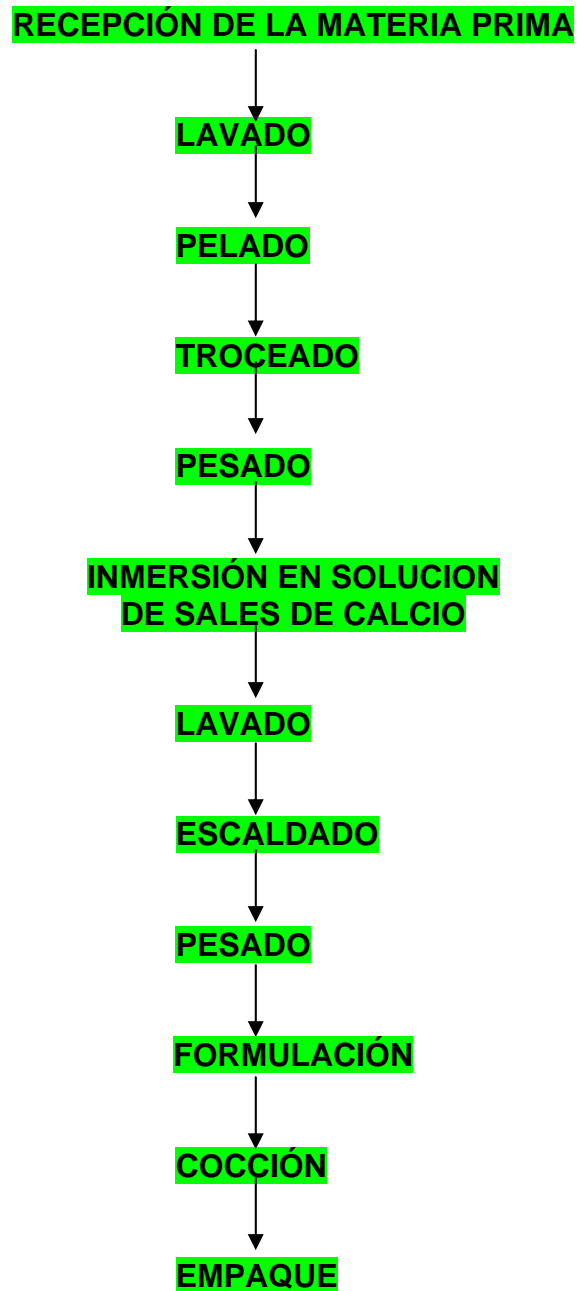 RECEPCIÓN DE LA MATERIA PRIMA
LAVADO
PELADO
TROCEADO
PESADO
INMERSIÓN EN SOLUCION
DE SALES DE CALCIO
LAVADO
ESCALDADO
PESADO
FORMULACIÓN
COCCIÓN
EMPAQUE